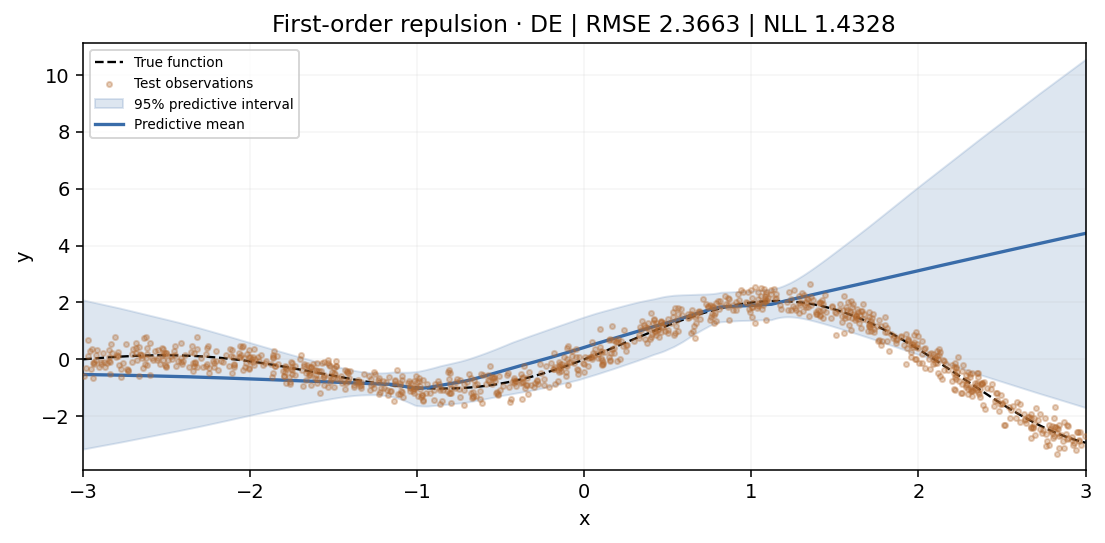 First-order repulsion · DE | RMSE 2.3663 | NLL 1.4328
True function
Test observations
95% predictive interval
Predictive mean
10
8
6
4
2
0
−2
y
−3
−2
−1
0
1
2
3
x